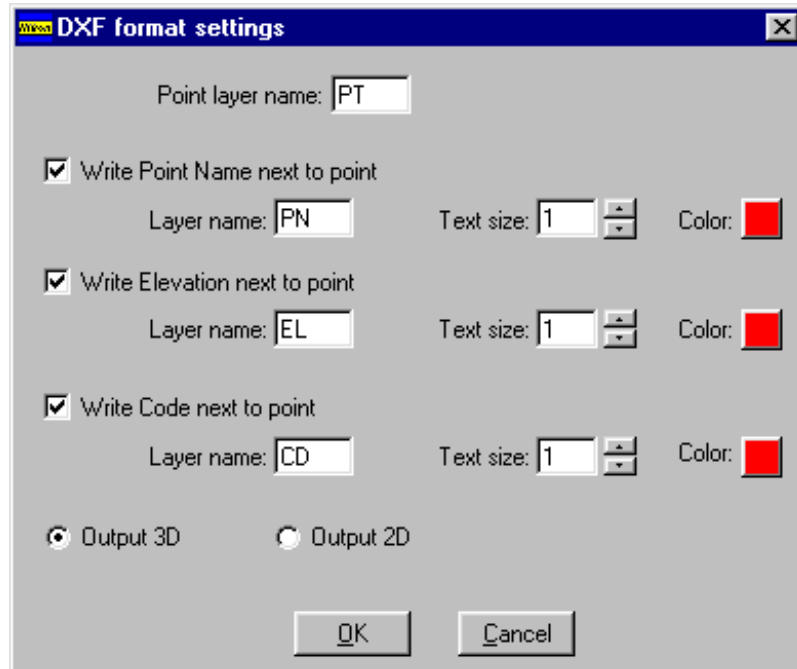 DXF format settings
Point layer name: PT
Write Point Name next to point
Layer name: PN Text size: 1 Color:
Write Elevation next to point
Layer name: EL Text size: 1 Color:
Write Code next to point
Layer name: CD Text size: 1 Color:
Output 3D Output 2D
OK Cancel